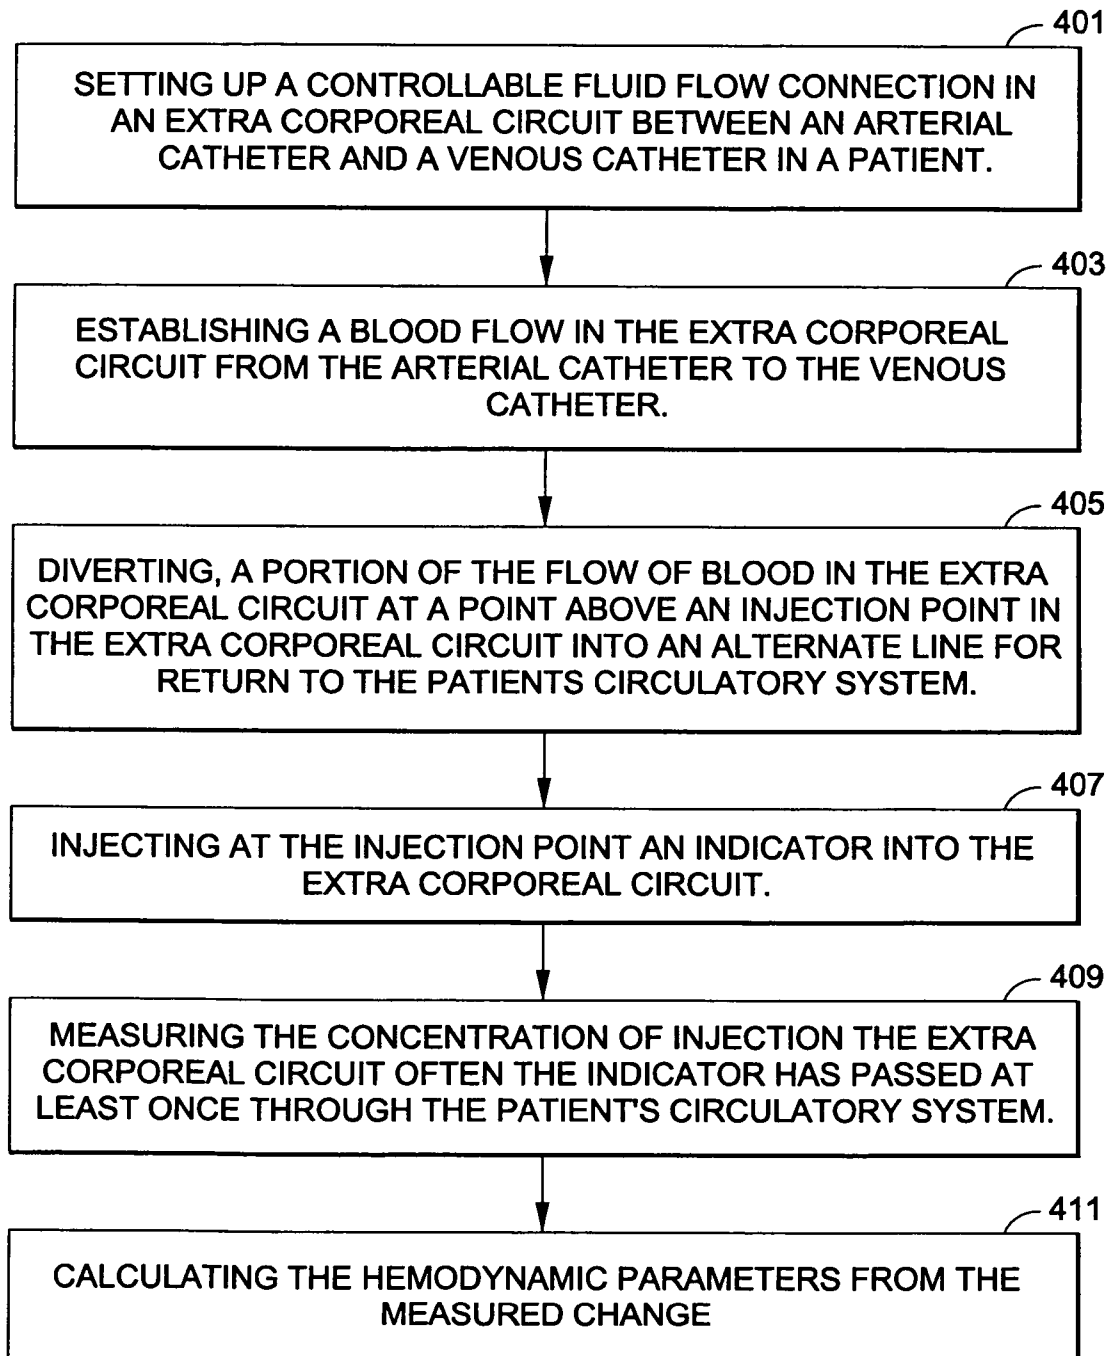 401
SETTING UP A CONTROLLABLE FLUID FLOW CONNECTION IN
AN EXTRA CORPOREAL CIRCUIT BETWEEN AN ARTERIAL
CATHETER AND A VENOUS CATHETER IN A PATIENT.
403
ESTABLISHING A BLOOD FLOW IN THE EXTRA CORPOREAL
CIRCUIT FROM THE ARTERIAL CATHETER TO THE VENOUS
CATHETER.
405
DIVERTING, A PORTION OF THE FLOW OF BLOOD IN THE EXTRA
CORPOREAL CIRCUIT AT A POINT ABOVE AN INJECTION POINT IN
THE EXTRA CORPOREAL CIRCUIT INTO AN ALTERNATE LINE FOR
RETURN TO THE PATIENTS CIRCULATORY SYSTEM.
407
INJECTING AT THE INJECTION POINT AN INDICATOR INTO THE
EXTRA CORPOREAL CIRCUIT.
409
MEASURING THE CONCENTRATION OF INJECTION THE EXTRA
CORPOREAL CIRCUIT OFTEN THE INDICATOR HAS PASSED AT
LEAST ONCE THROUGH THE PATIENT'S CIRCULATORY SYSTEM.
411
CALCULATING THE HEMODYNAMIC PARAMETERS FROM THE
MEASURED CHANGE